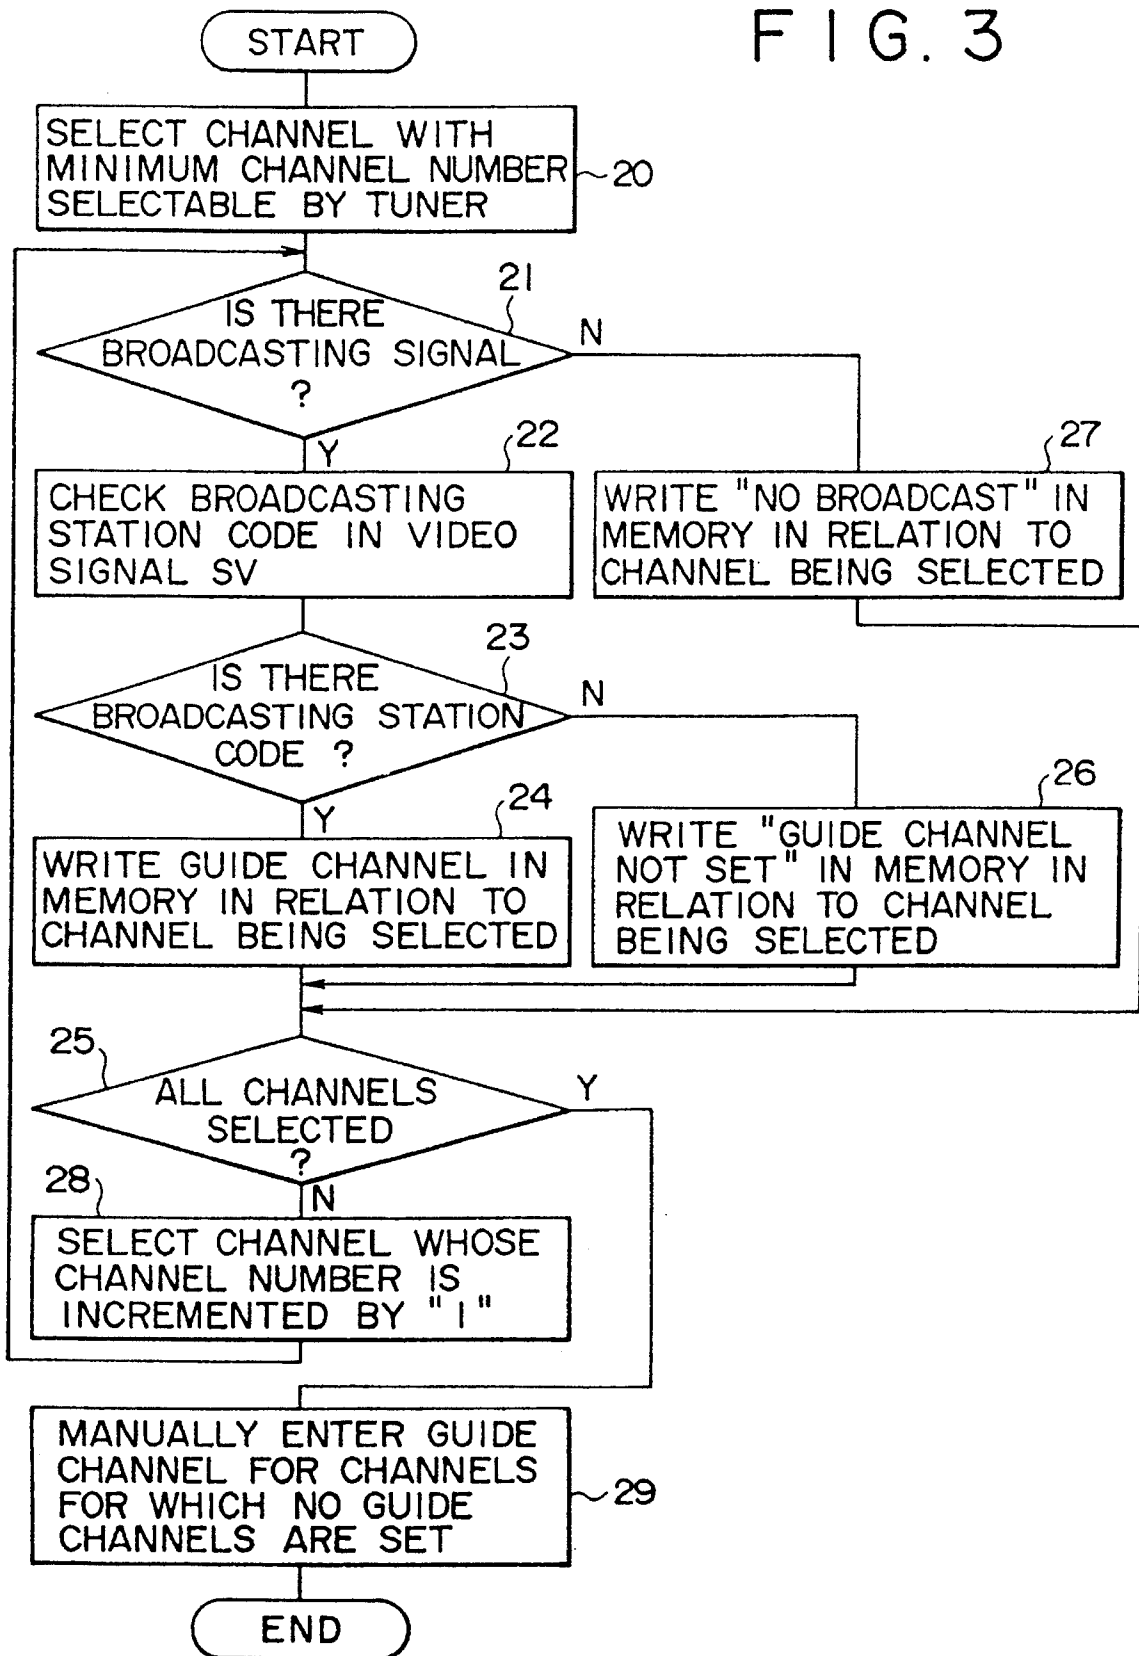 FIG. 3
START
SELECT CHANNEL WITH
MINIMUM CHANNEL NUMBER
SELECTABLE BY TUNER
20
21
IS THERE
BROADCASTING SIGNAL
?
N
Y
22
CHECK BROADCASTING
STATION CODE IN VIDEO
SIGNAL SV
27
WRITE "NO BROADCAST" IN
MEMORY IN RELATION TO
CHANNEL BEING SELECTED
23
IS THERE
BROADCASTING STATION
CODE ?
N
Y
24
WRITE GUIDE CHANNEL IN
MEMORY IN RELATION TO
CHANNEL BEING SELECTED
26
WRITE "GUIDE CHANNEL
NOT SET" IN MEMORY IN
RELATION TO CHANNEL
BEING SELECTED
25
ALL CHANNELS
SELECTED
?
Y
N
28
SELECT CHANNEL WHOSE
CHANNEL NUMBER IS
INCREMENTED BY "1"
MANUALLY ENTER GUIDE
CHANNEL FOR CHANNELS
FOR WHICH NO GUIDE
CHANNELS ARE SET
29
END